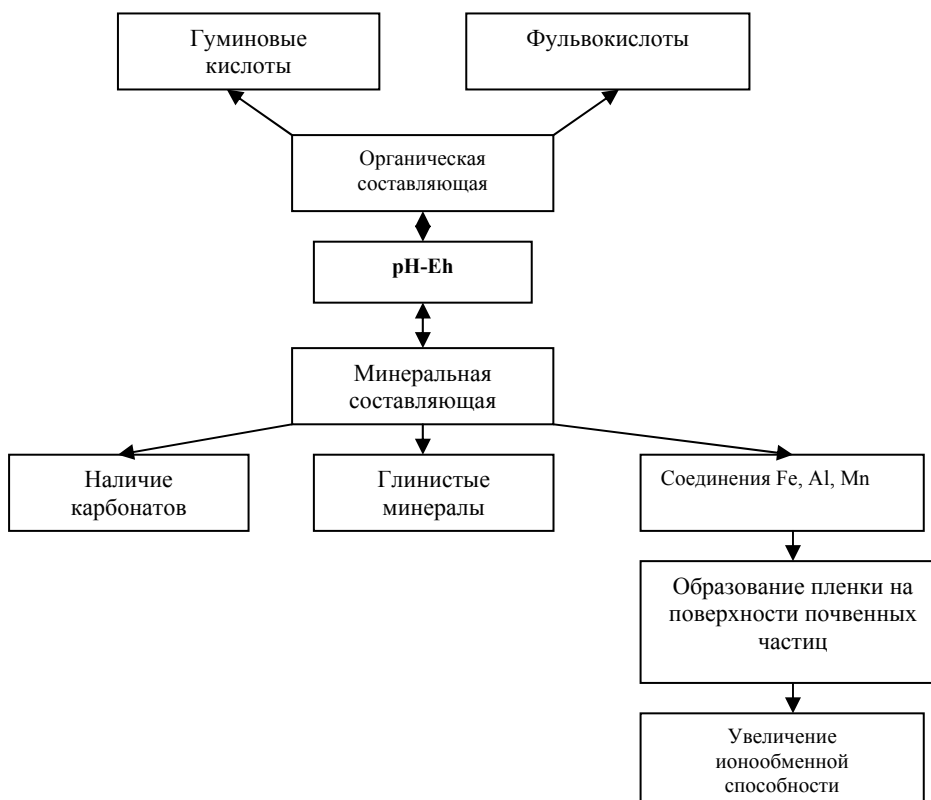 Гуминовые
кислоты
Фульвокислоты
Органическая
составляющая
pH-Eh
Минеральная
составляющая
Наличие
карбонатов
Глинистые
минералы
Соединения Fe, Al, Mn
Образование пленки на
поверхности почвенных
частиц
Увеличение
ионообменной
способности